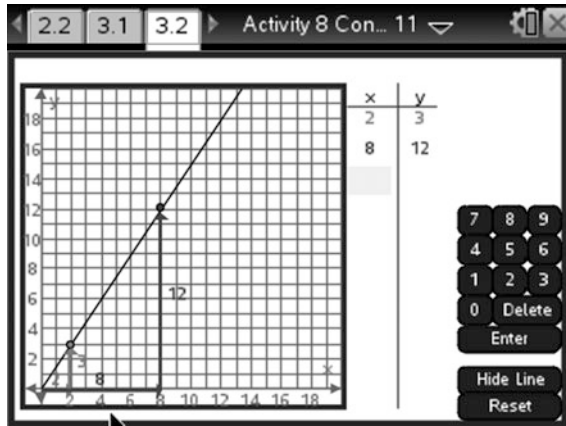 2.2 3.1 3.2 Activity 8 Con... 11
y
x y
2 3
8 12
18
16
14
12
10
8
6
4
2
12
3
2 8
x
2 4 6 8 10 12 14 16 18
7 8 9
4 5 6
1 2 3
0 Delete
Enter
Hide Line
Reset